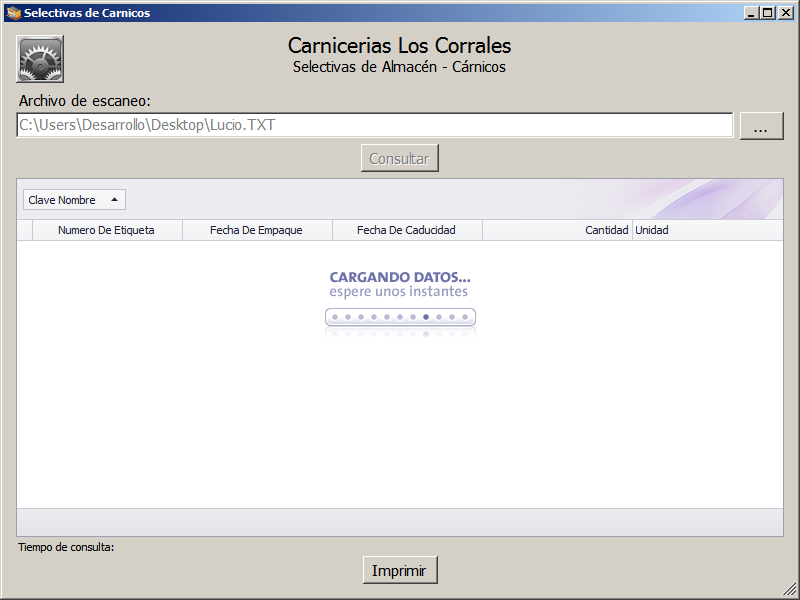 Selectivas de Carnicos
Carnicerias Los Corrales
Selectivas de Almacén - Cárnicos
Archivo de escaneo:
C:\Users\Desarrollo\Desktop\Lucio.TXT
...
Consultar
Clave Nombre
Numero De Etiqueta Fecha De Empaque Fecha De Caducidad Cantidad Unidad
CARGANDO DATOS...
espere unos instantes
Tiempo de consulta:
Imprimir